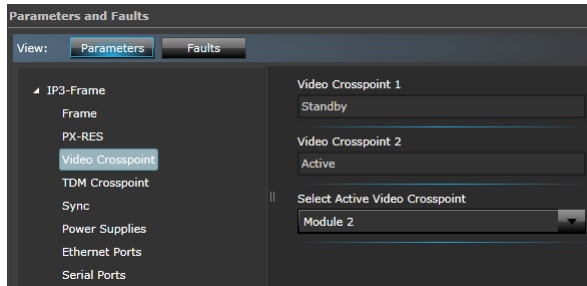 Parameters and Faults
View: Parameters Faults
IP3-Frame
Frame
PX-RES
Video Crosspoint
TDM Crosspoint
Sync
Power Supplies
Ethernet Ports
Serial Ports
Video Crosspoint 1
Standby
Video Crosspoint 2
Active
Select Active Video Crosspoint
Module 2